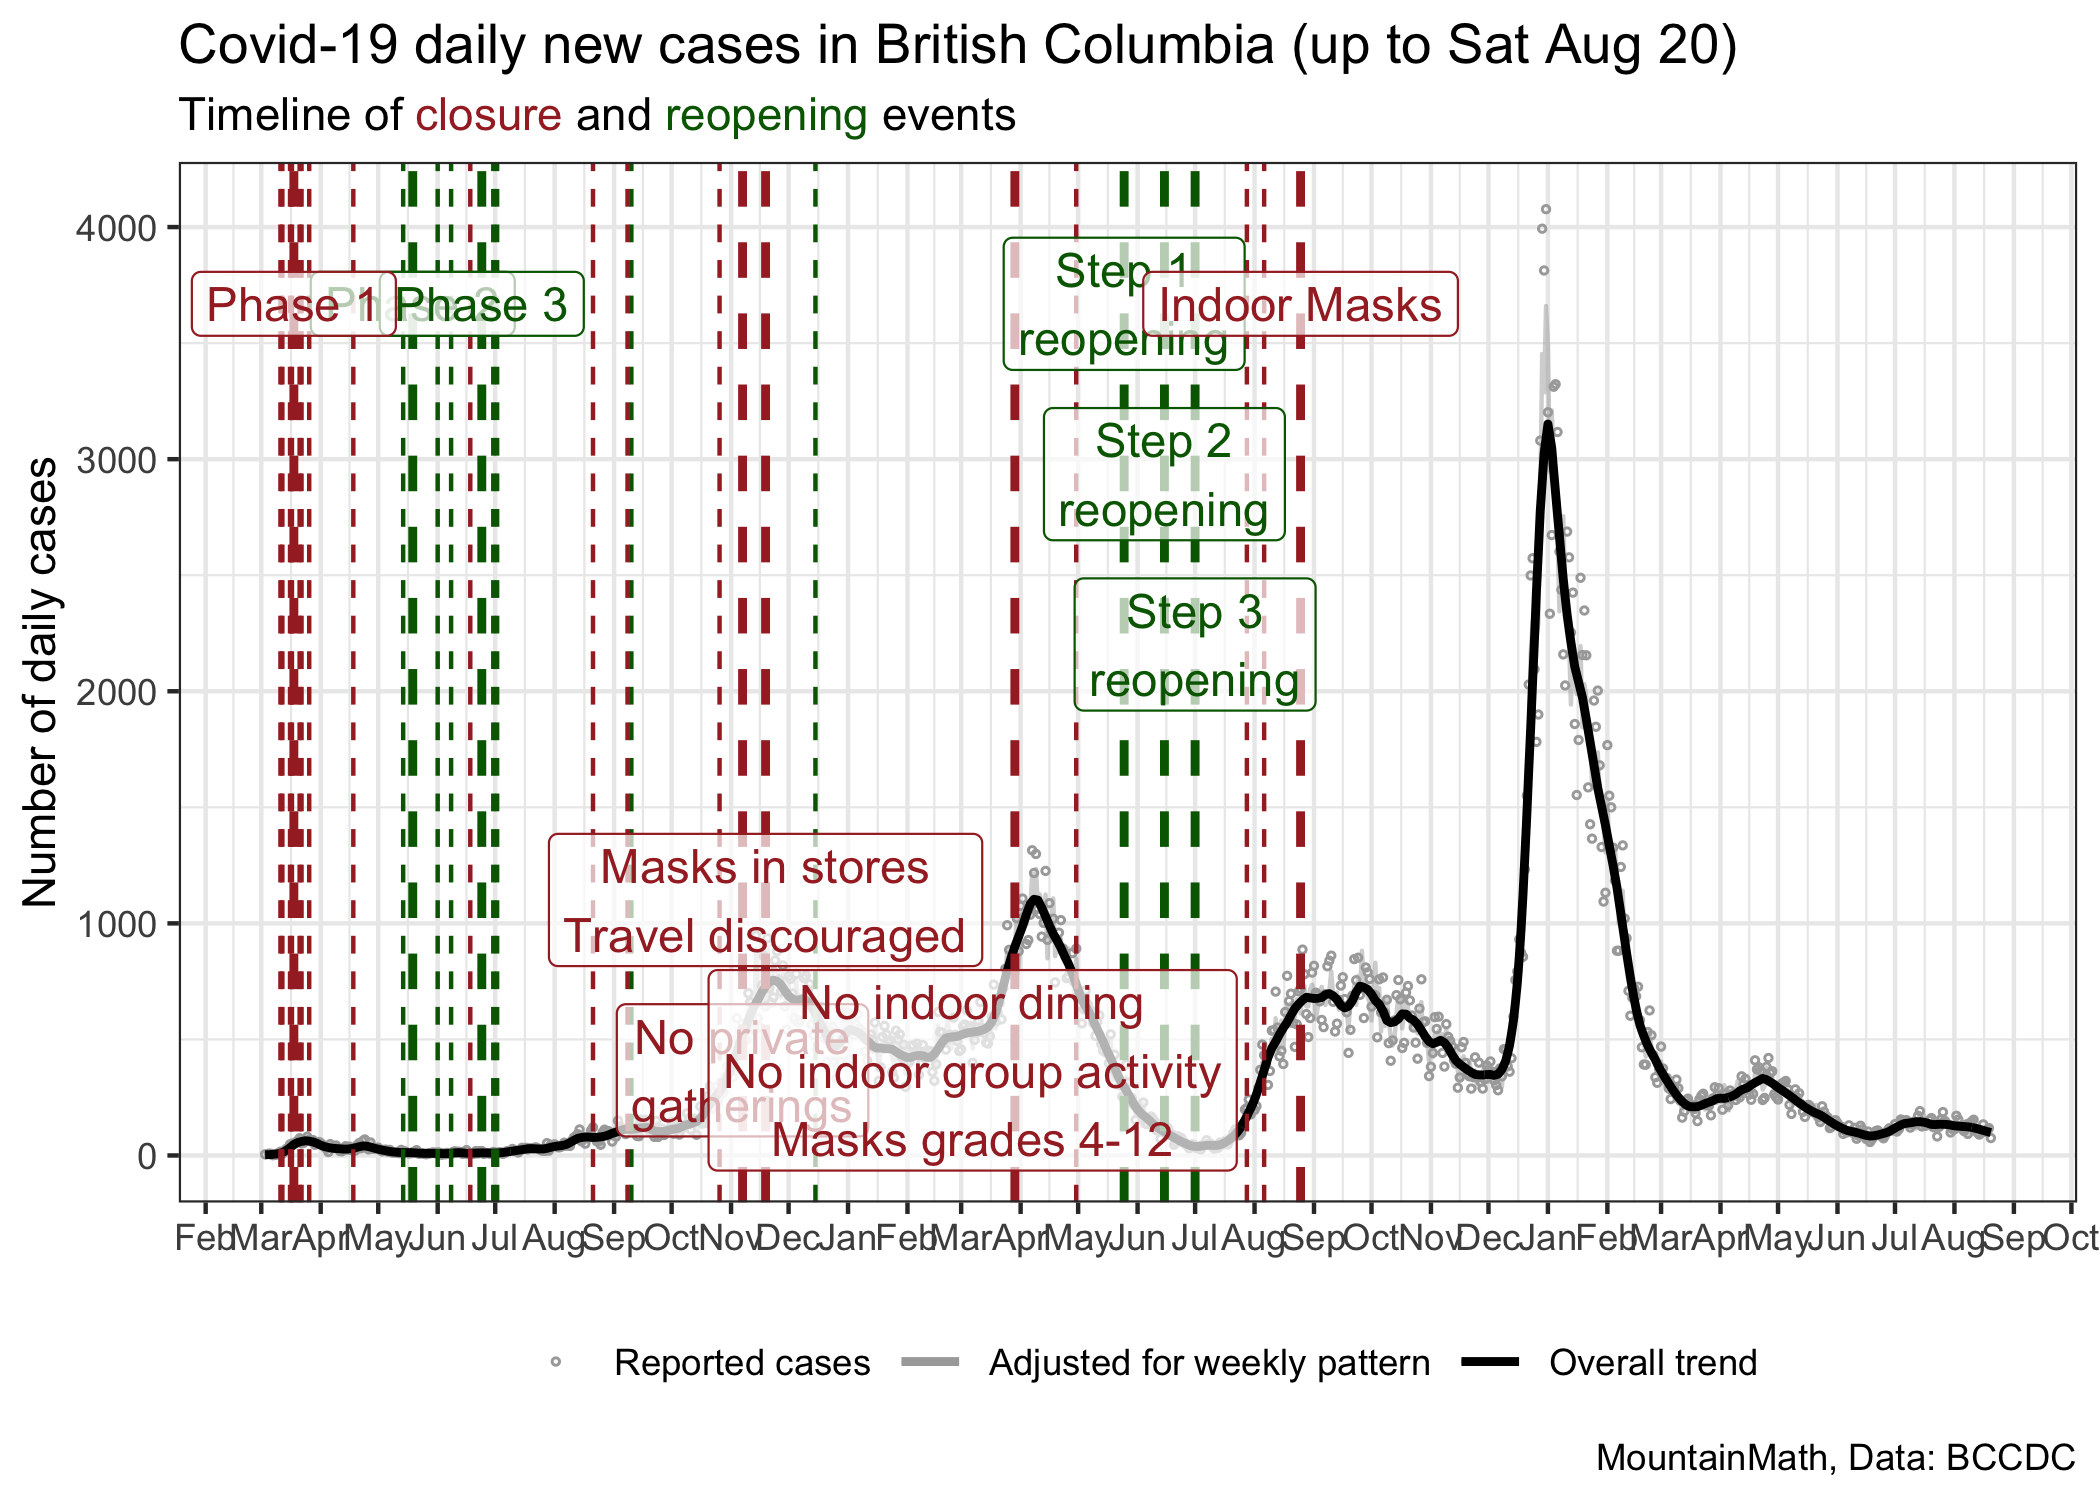 Covid-19 daily new cases in British Columbia (up to Sat Aug 20)
Timeline of closure and reopening events
Number of daily cases
4000
3000
2000
1000
0
Phase 1
Phase 2
Phase 3
Step 1
reopening
Indoor Masks
Step 2
reopening
Step 3
reopening
Masks in stores
Travel discouraged
No private
gatherings
No indoor dining
No indoor group activity
Masks grades 4-12
Feb Mar Apr May Jun Jul Aug Sep Oct Nov Dec Jan Feb Mar Apr May Jun Jul Aug Sep Oct Nov Dec Jan Feb Mar Apr May Jun Jul Aug Sep Oct
Reported cases Adjusted for weekly pattern Overall trend
MountainMath, Data: BCCDC